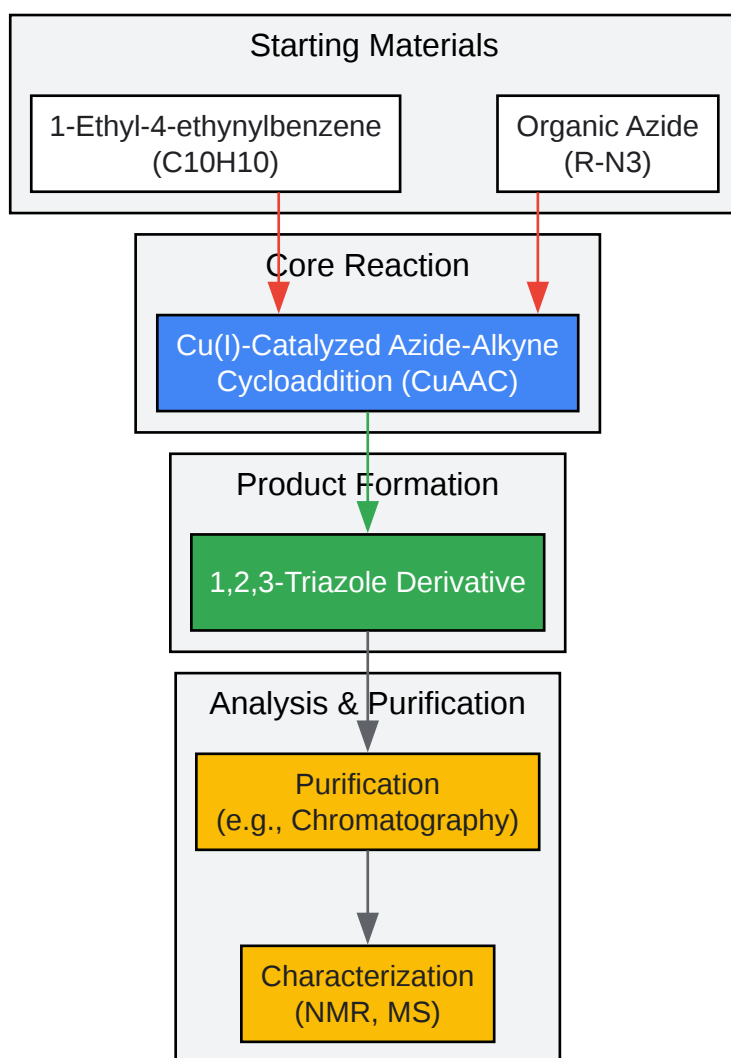 Starting Materials
1-Ethyl-4-ethynylbenzene
(C10H10)
Organic Azide
(R-N3)
Core Reaction
Cu(I)-Catalyzed Azide-Alkyne
Cycloaddition (CuAAC)
Product Formation
1,2,3-Triazole Derivative
Analysis & Purification
Purification
(e.g., Chromatography)
Characterization
(NMR, MS)